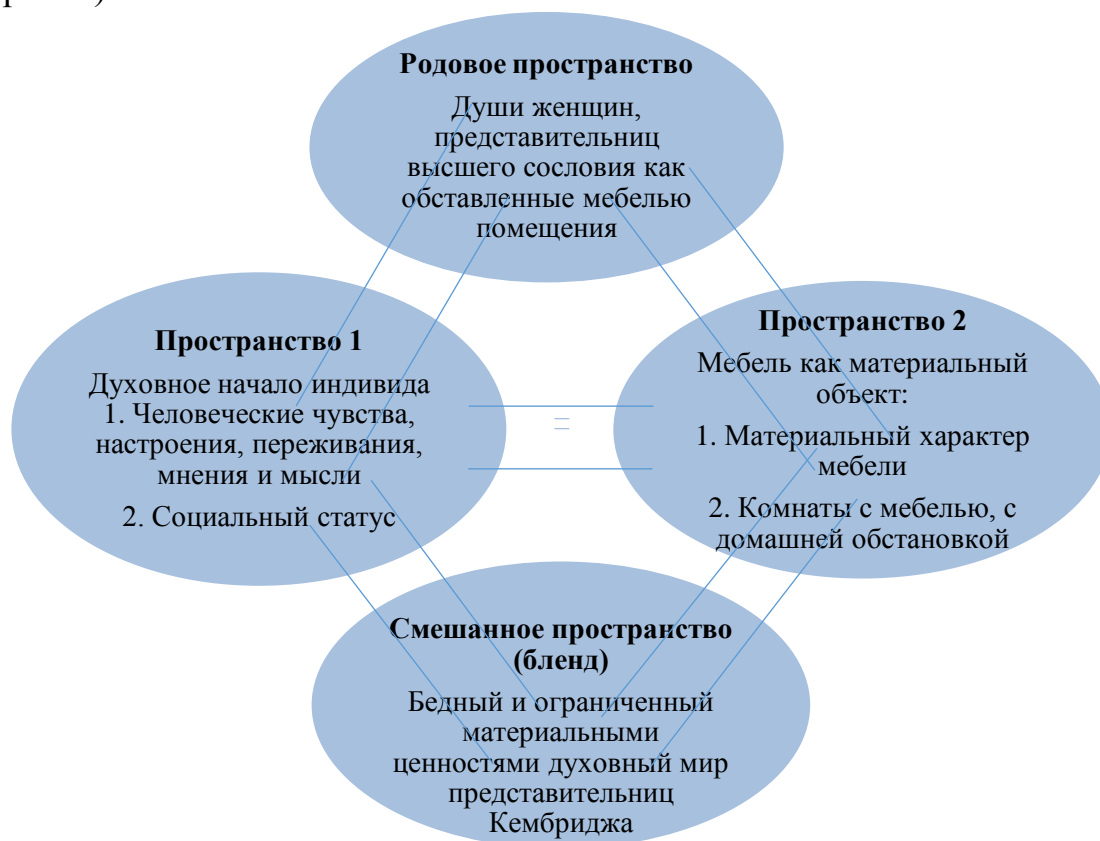 Родовое пространство
Души женщин,
представительниц
высшего сословия как
обставленные мебелью
помещения
Пространство 1
Духовное начало индивида
1. Человеческие чувства,
настроения, переживания,
мнения и мысли
2. Социальный статус
=
Пространство 2
Мебель как материальный
объект:
1. Материальный характер
мебели
2. Комнаты с мебелью, с
домашней обстановкой
Смешанное пространство
(бленд)
Бедный и ограниченный
материальными
ценностями духовный мир
представительниц
Кембриджа